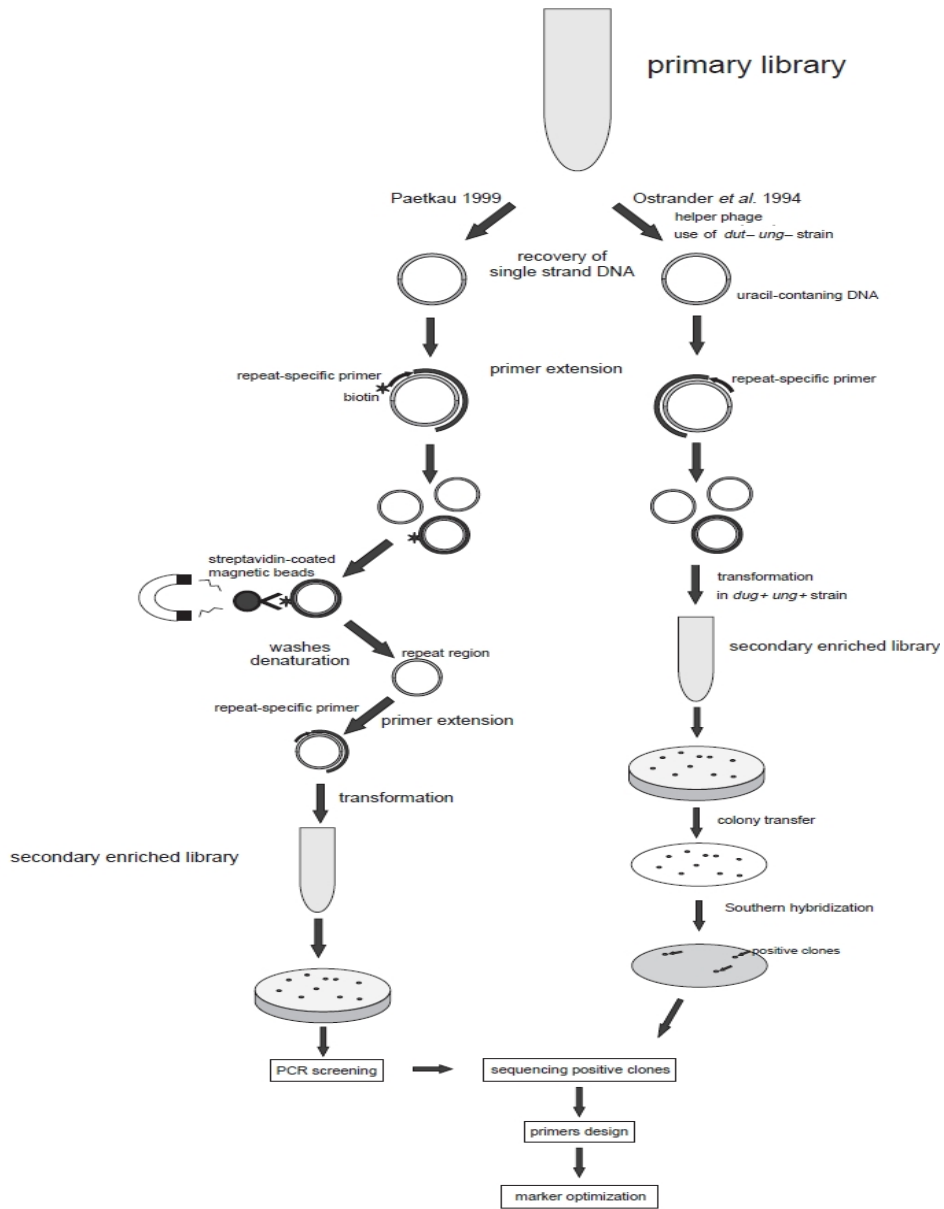 primary library
Paetkau 1999
Ostrander et al. 1994
helper phage
use of dut– ung– strain
recovery of
single strand DNA
uracil-contaning DNA
repeat-specific primer
biotin
primer extension
repeat-specific primer
streptavidin-coated
magnetic beads
transformation
in dug+ ung+ strain
washes
denaturation
repeat region
secondary enriched library
repeat-specific primer
primer extension
transformation
colony transfer
secondary enriched library
Southern hybridization
positive clones
PCR screening
sequencing positive clones
primers design
marker optimization